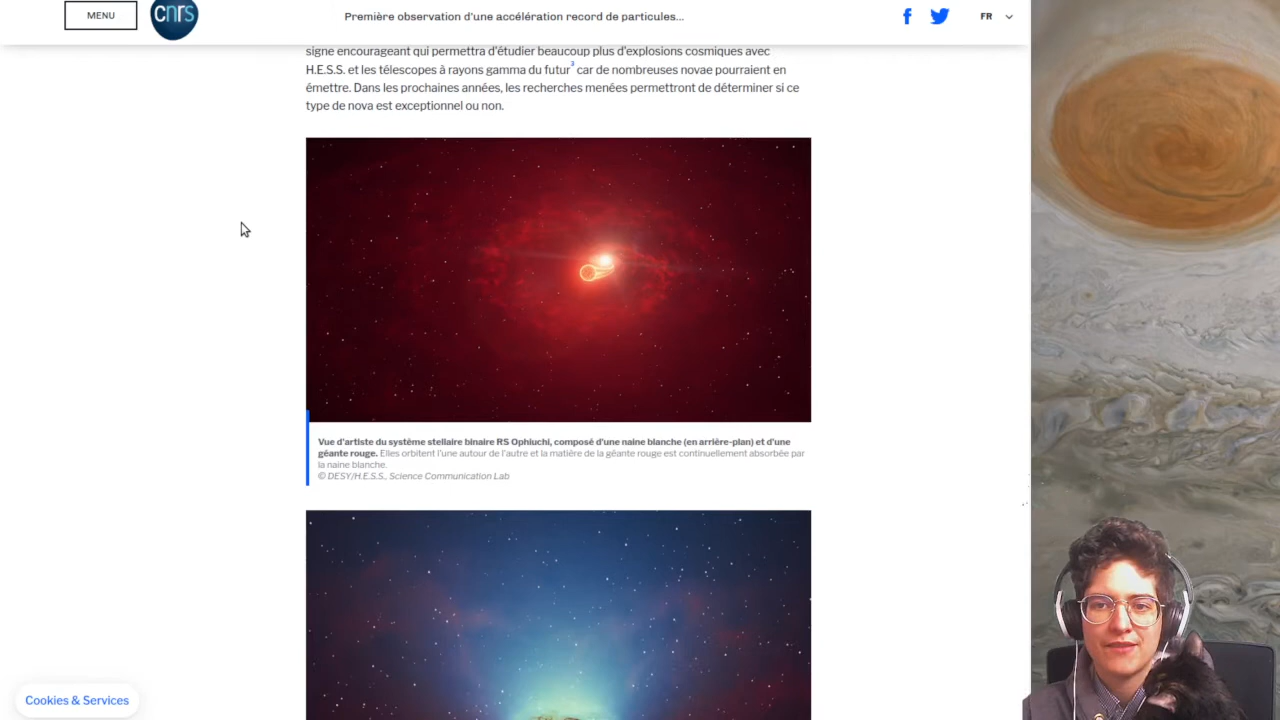 MENU
cnrs
Première observation d'une accélération record de particules...
FR
signe encourageant qui permettra d'étudier beaucoup plus d'explosions cosmiques avec
H.E.S.S. et les télescopes à rayons gamma du futur³ car de nombreuses novae pourraient en
émettre. Dans les prochaines années, les recherches menées permettront de déterminer si ce
type de nova est exceptionnel ou non.
Vue d'artiste du système stellaire binaire RS Ophiuchi, composé d'une naine blanche (en arrière-plan) et d'une
géante rouge. Elles orbitent l'une autour de l'autre et la matière de la géante rouge est continuellement absorbée par
la naine blanche.
© DESY/H.E.S.S., Science Communication Lab
Cookies & Services